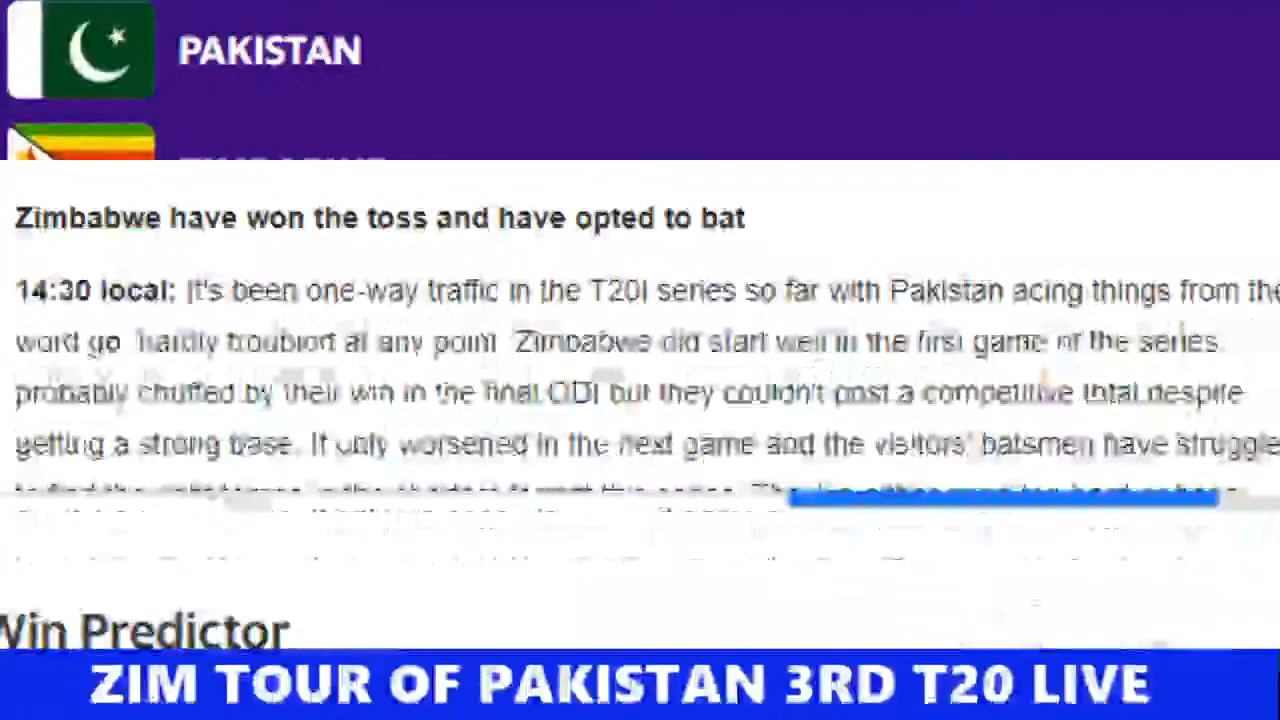 PAKISTAN
Zimbabwe have won the toss and have opted to bat
14:30 local: It's been one-way traffic in the T20I series so far with Pakistan acing things from the
word go hardly at any point Zimbabwe did start well in the first game of the series,
probably chuffed by their win in the final ODI but they couldn't post a competitive total despite
getting a strong base. It only worsened in the next game and the visitors' batsmen have struggle
Win Predictor
ZIM TOUR OF PAKISTAN 3RD T20 LIVE